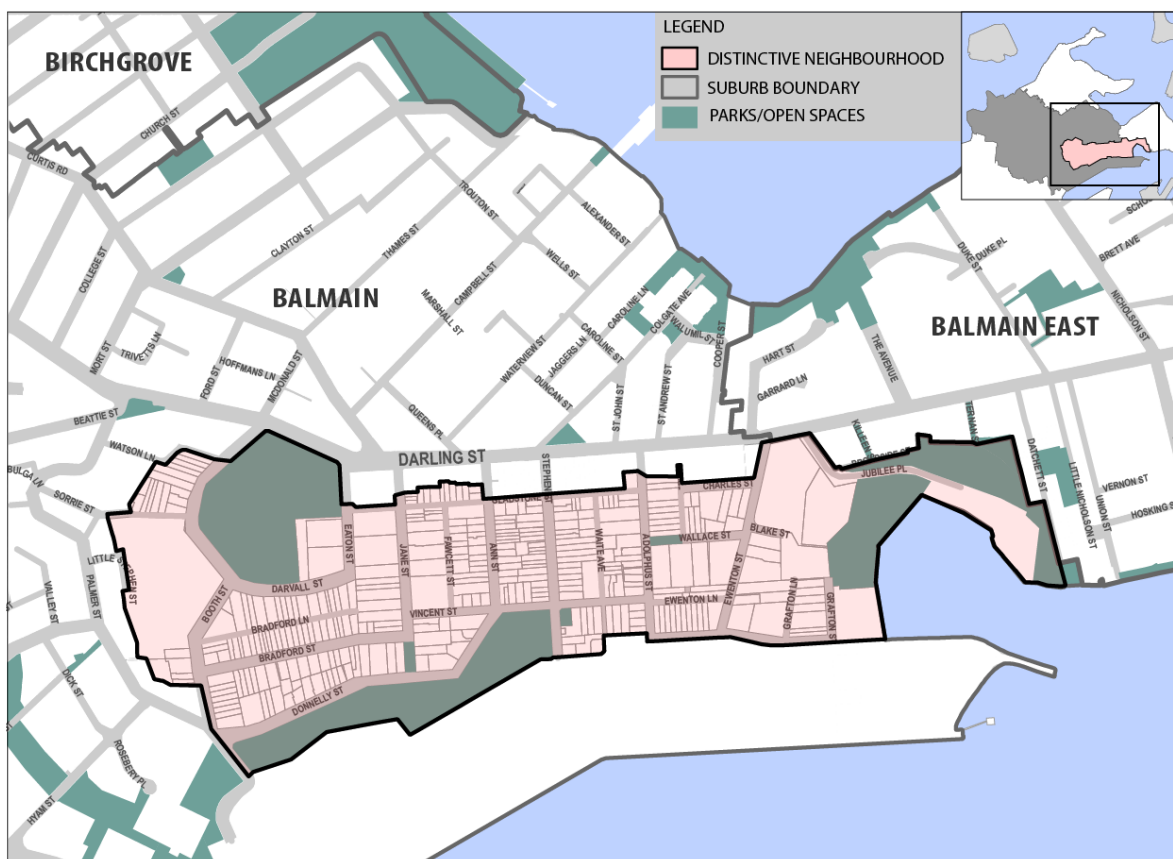 LEGEND
DISTINCTIVE NEIGHBOURHOOD
SUBURB BOUNDARY
PARKS/OPEN SPACES
BIRCHGROVE
CHURCH ST
CURTIS RD
COLLEGE ST
CLAYTON ST
THAMES ST
TROUTON ST
ALEXANDER ST
WELLS ST
CAMPBELL ST
MARSHALL ST
BALMAIN
MORT ST
TRIVETTS LN
FORD ST
HOFFMANS LN
MCDONALD ST
WATERVIEW ST
JAGGERS LN
CAROLINE LN
CAROLINE ST
COLGATE AVE
WALUMIL ST
COOPER ST
DUNCAN ST
QUEENS PL
ST JOHN ST
ST ANDREW ST
DUKE ST
DUKE PL
BRETT AVE
NICHOLSON ST
BALMAIN EAST
HART ST
THE AVENUE
GARRARD LN
BEATTIE ST
WATSON LN
DARLING ST
BULGA LN
SORRIE ST
STEPHEN ST
CHARLES ST
JUBILEE PL
DATCHETT ST
LITTLE NICHOLSON ST
UNION ST
VERNON ST
HOSKING
EATON ST
JANE ST
FAWCETT ST
ANN ST
WAITE AVE
ADOLPHUS ST
WALLACE ST
BLAKE ST
EWENTON ST
PALMER ST
VALLEY ST
DARVALL ST
BOOTH ST
BRADFORD LN
VINCENT ST
EWENTON LN
GRAFTON LN
GRAFTON ST
BRADFORD ST
DONNELLY ST
DICK ST
ROSEBERY PL
HYAM ST